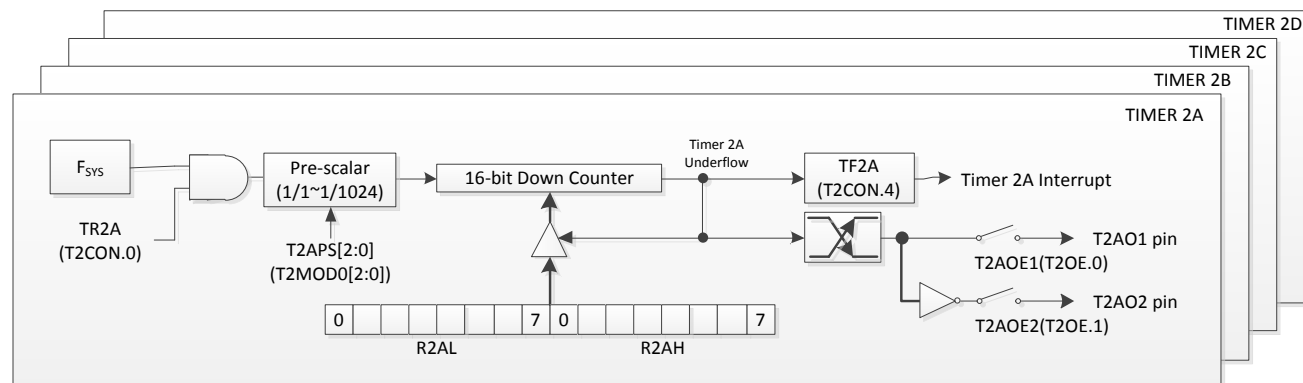 TIMER 2D
TIMER 2C
TIMER 2B
TIMER 2A
FSYS
Pre-scalar
(1/1~1/1024)
16-bit Down Counter
Timer 2A
Underflow
TF2A
(T2CON.4)
Timer 2A Interrupt
TR2A
(T2CON.0)
T2APS[2:0]
(T2MOD0[2:0])
T2AO1 pin
T2AOE1(T2OE.0)
T2AO2 pin
T2AOE2(T2OE.1)
0 7 0 7
R2AL R2AH